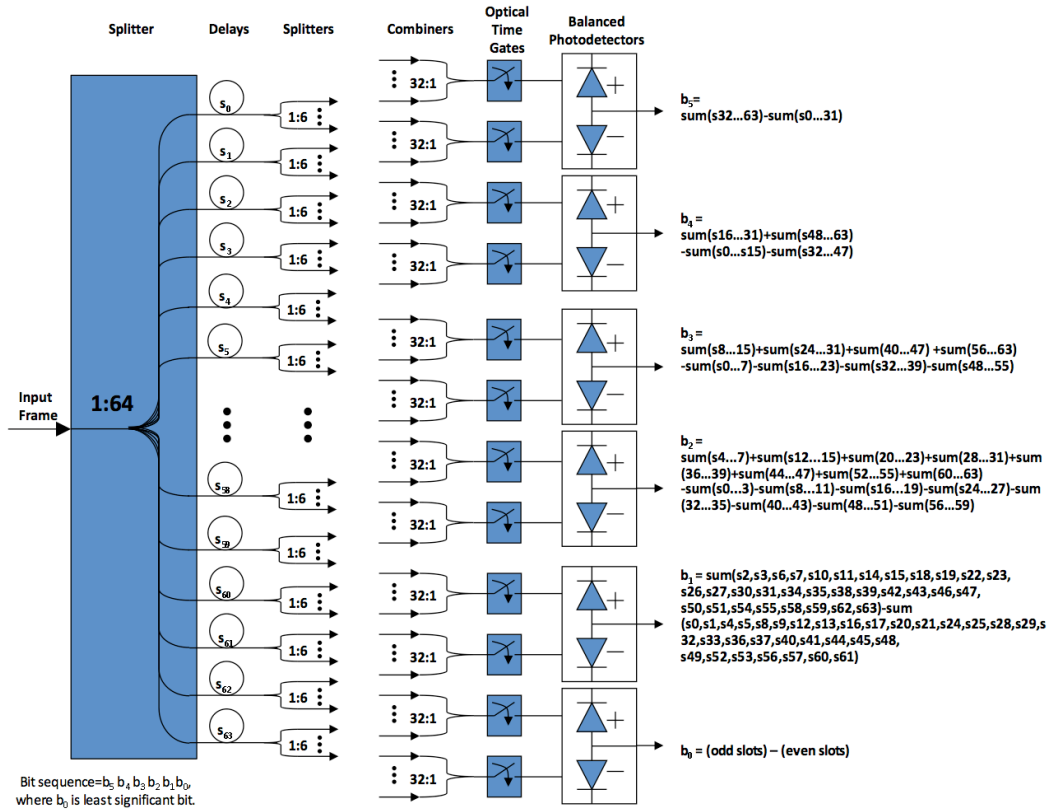 Splitter
Delays
Splitters
Combiners
Optical
Time
Gates
Balanced
Photodetectors
Input
Frame
1:64
s0
s1
s2
s3
s4
s5
s58
s59
s60
s61
s62
s63
1:6
1:6
1:6
1:6
1:6
1:6
1:6
1:6
1:6
1:6
1:6
1:6
32:1
32:1
32:1
32:1
32:1
32:1
32:1
32:1
32:1
32:1
32:1
32:1
+
−
+
−
+
−
+
−
+
−
+
−
b5=
sum(s32…63)-sum(s0…31)
b4 =
sum(s16…31)+sum(s48…63)
-sum(s0…s15)-sum(s32…47)
b3 =
sum(s8…15)+sum(s24…31)+sum(40…47) +sum(56…63)
-sum(s0…7)-sum(s16…23)-sum(s32…39)-sum(s48…55)
b2 =
sum(s4…7)+sum(s12…15)+sum(20…23)+sum(28…31)+sum
(36…39)+sum(44…47)+sum(52…55)+sum(60…63)
-sum(s0…3)-sum(s8…11)-sum(s16…19)-sum(s24…27)-sum
(32…35)-sum(40…43)-sum(48…51)-sum(56…59)
b1 = sum(s2,s3,s6,s7,s10,s11,s14,s15,s18,s19,s22,s23,
s26,s27,s30,s31,s34,s35,s38,s39,s42,s43,s46,s47,
s50,s51,s54,s55,s58,s59,s62,s63)-sum
(s0,s1,s4,s5,s8,s9,s12,s13,s16,s17,s20,s21,s24,s25,s28,s29,s
32,s33,s36,s37,s40,s41,s44,s45,s48,
s49,s52,s53,s56,s57,s60,s61)
b0 = (odd slots) – (even slots)
Bit sequence=b5 b4 b3 b2 b1b0,
where b0 is least significant bit.